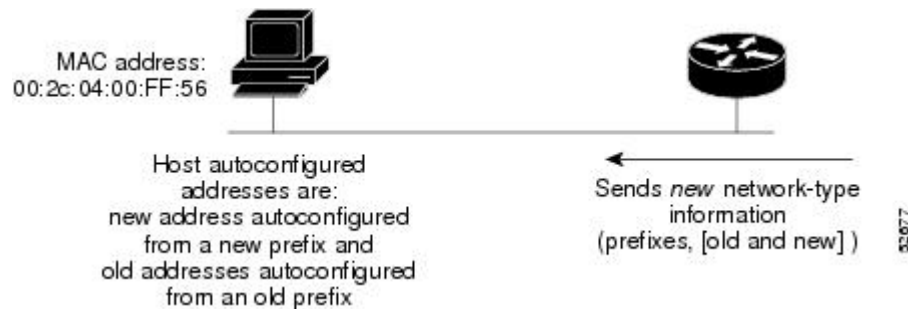 MAC address:
00:2c:04:00:FF:56
Host autoconfigured
addresses are:
new address autoconfigured
from a new prefix and
old addresses autoconfigured
from an old prefix
Sends new network-type
information
(prefixes, [old and new] )
52677